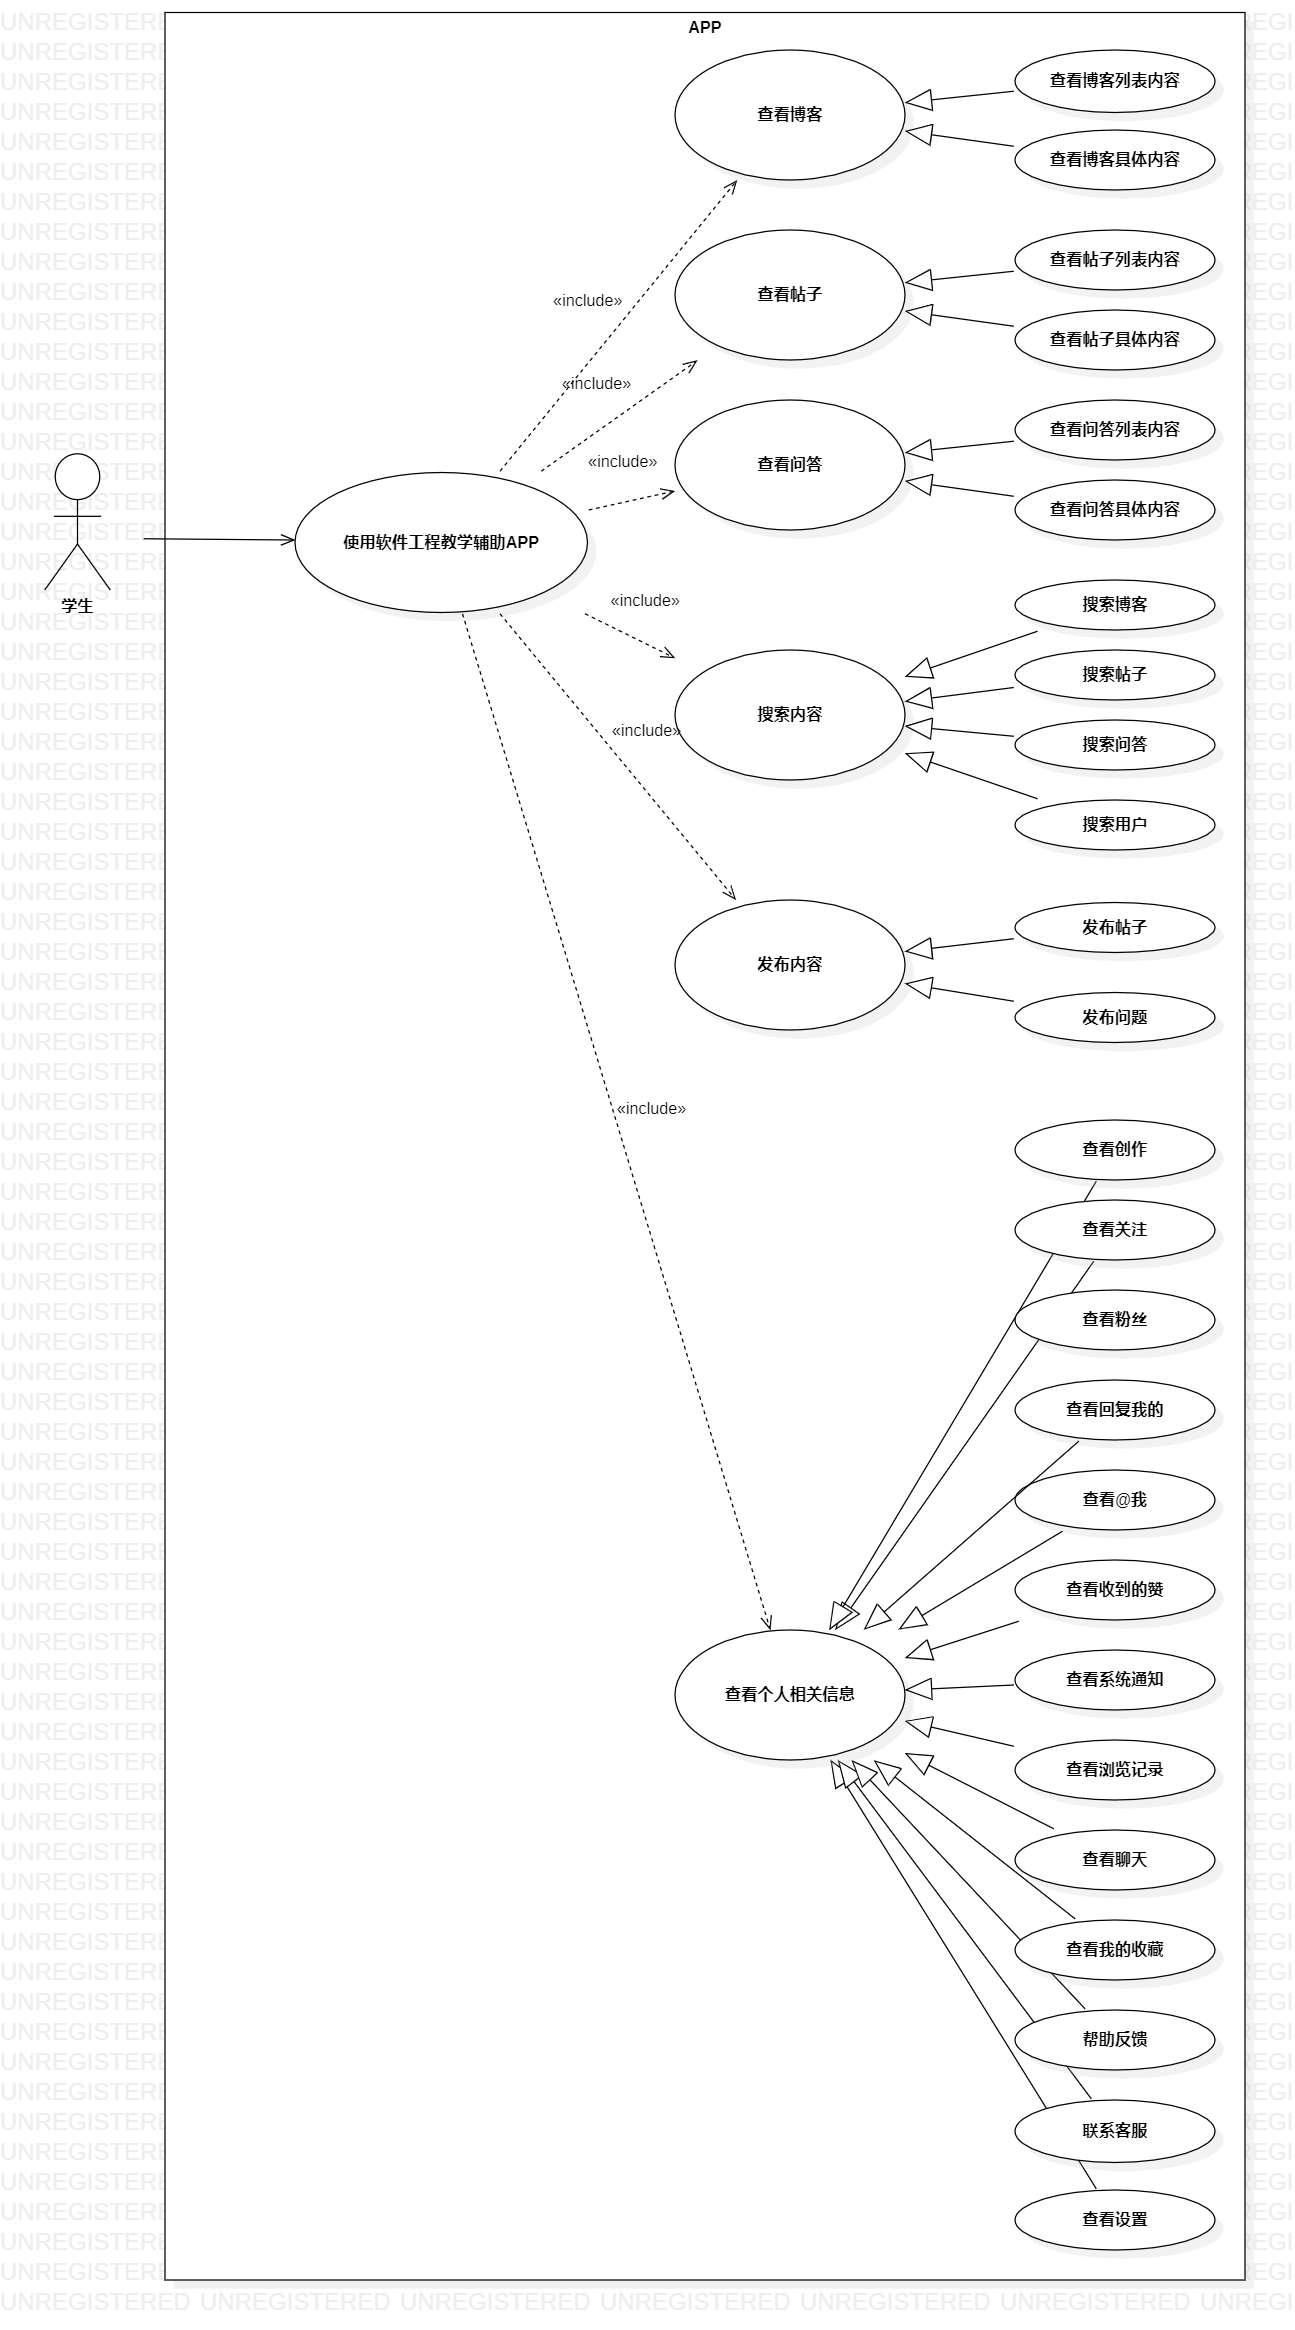 APP
查看博客
查看博客列表内容
查看博客具体内容
«include»
查看帖子
查看帖子列表内容
查看帖子具体内容
«include»
查看问答
查看问答列表内容
查看问答具体内容
«include»
学生
使用软件工程教学辅助APP
«include»
搜索内容
搜索博客
搜索帖子
搜索问答
搜索用户
«include»
发布内容
发布帖子
发布问题
«include»
查看个人相关信息
查看创作
查看关注
查看粉丝
查看回复我的
查看@我
查看收到的赞
查看系统通知
查看浏览记录
查看聊天
查看我的收藏
帮助反馈
联系客服
查看设置
UNREGISTERED UNREGISTERED UNREGISTERED UNREGISTERED UNREGISTERED UNREGISTERED UNREGI